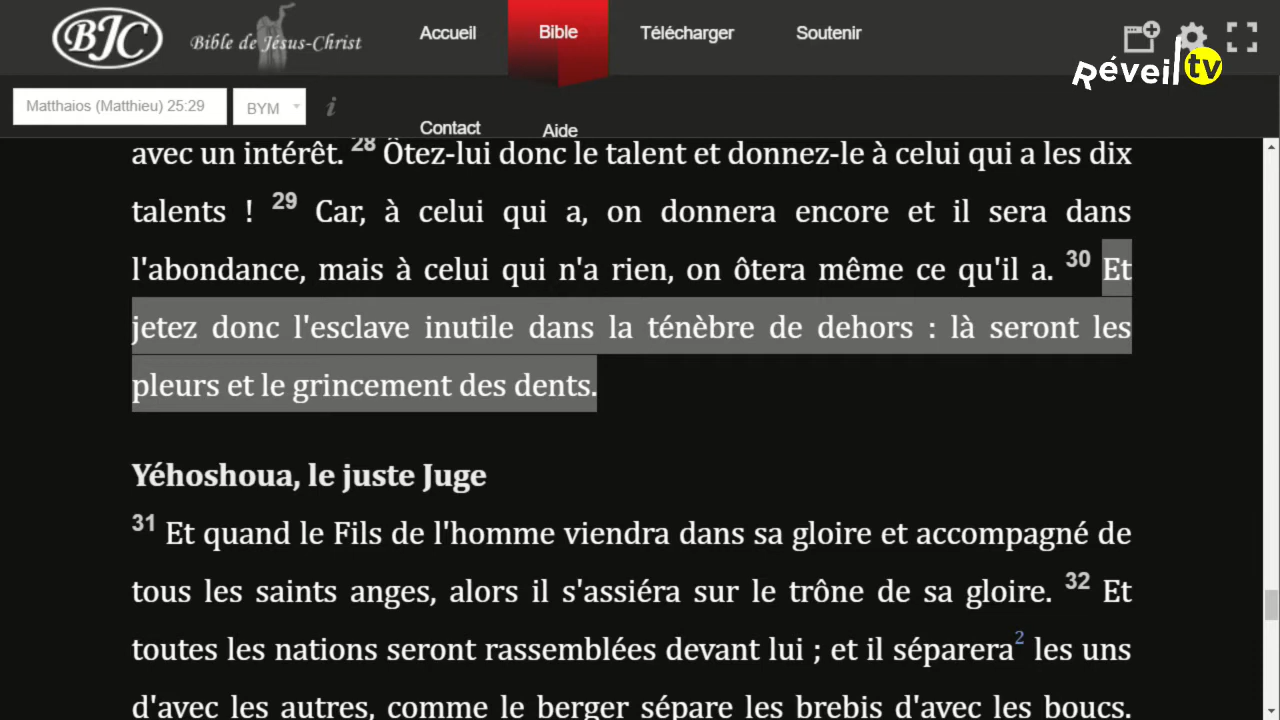 BJC
Bible de Jésus-Christ
Accueil
Bible
Télécharger
Soutenir
Réveil tv
Matthaios (Matthieu) 25:29
BYM
i
Contact
Aide
avec un intérêt. 28 Ôtez-lui donc le talent et donnez-le à celui qui a les dix
talents ! 29 Car, à celui qui a, on donnera encore et il sera dans
l'abondance, mais à celui qui n'a rien, on ôtera même ce qu'il a. 30 Et
jetez donc l'esclave inutile dans la ténèbre de dehors : là seront les
pleurs et le grincement des dents.
Yéhoshoua, le juste Juge
31 Et quand le Fils de l'homme viendra dans sa gloire et accompagné de
tous les saints anges, alors il s'assiéra sur le trône de sa gloire. 32 Et
toutes les nations seront rassemblées devant lui ; et il séparera2 les uns
d'avec les autres, comme le berger sépare les brebis d'avec les boucs.